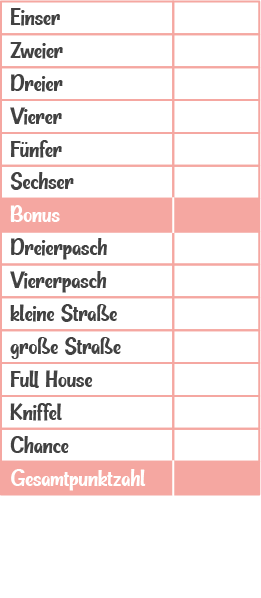 Einser
Zweier
Dreier
Vierer
Fünfer
Sechser
Bonus
Dreierpasch
Viererpasch
kleine Straße
große Straße
Full House
Kniffel
Chance
Gesamtpunktzahl